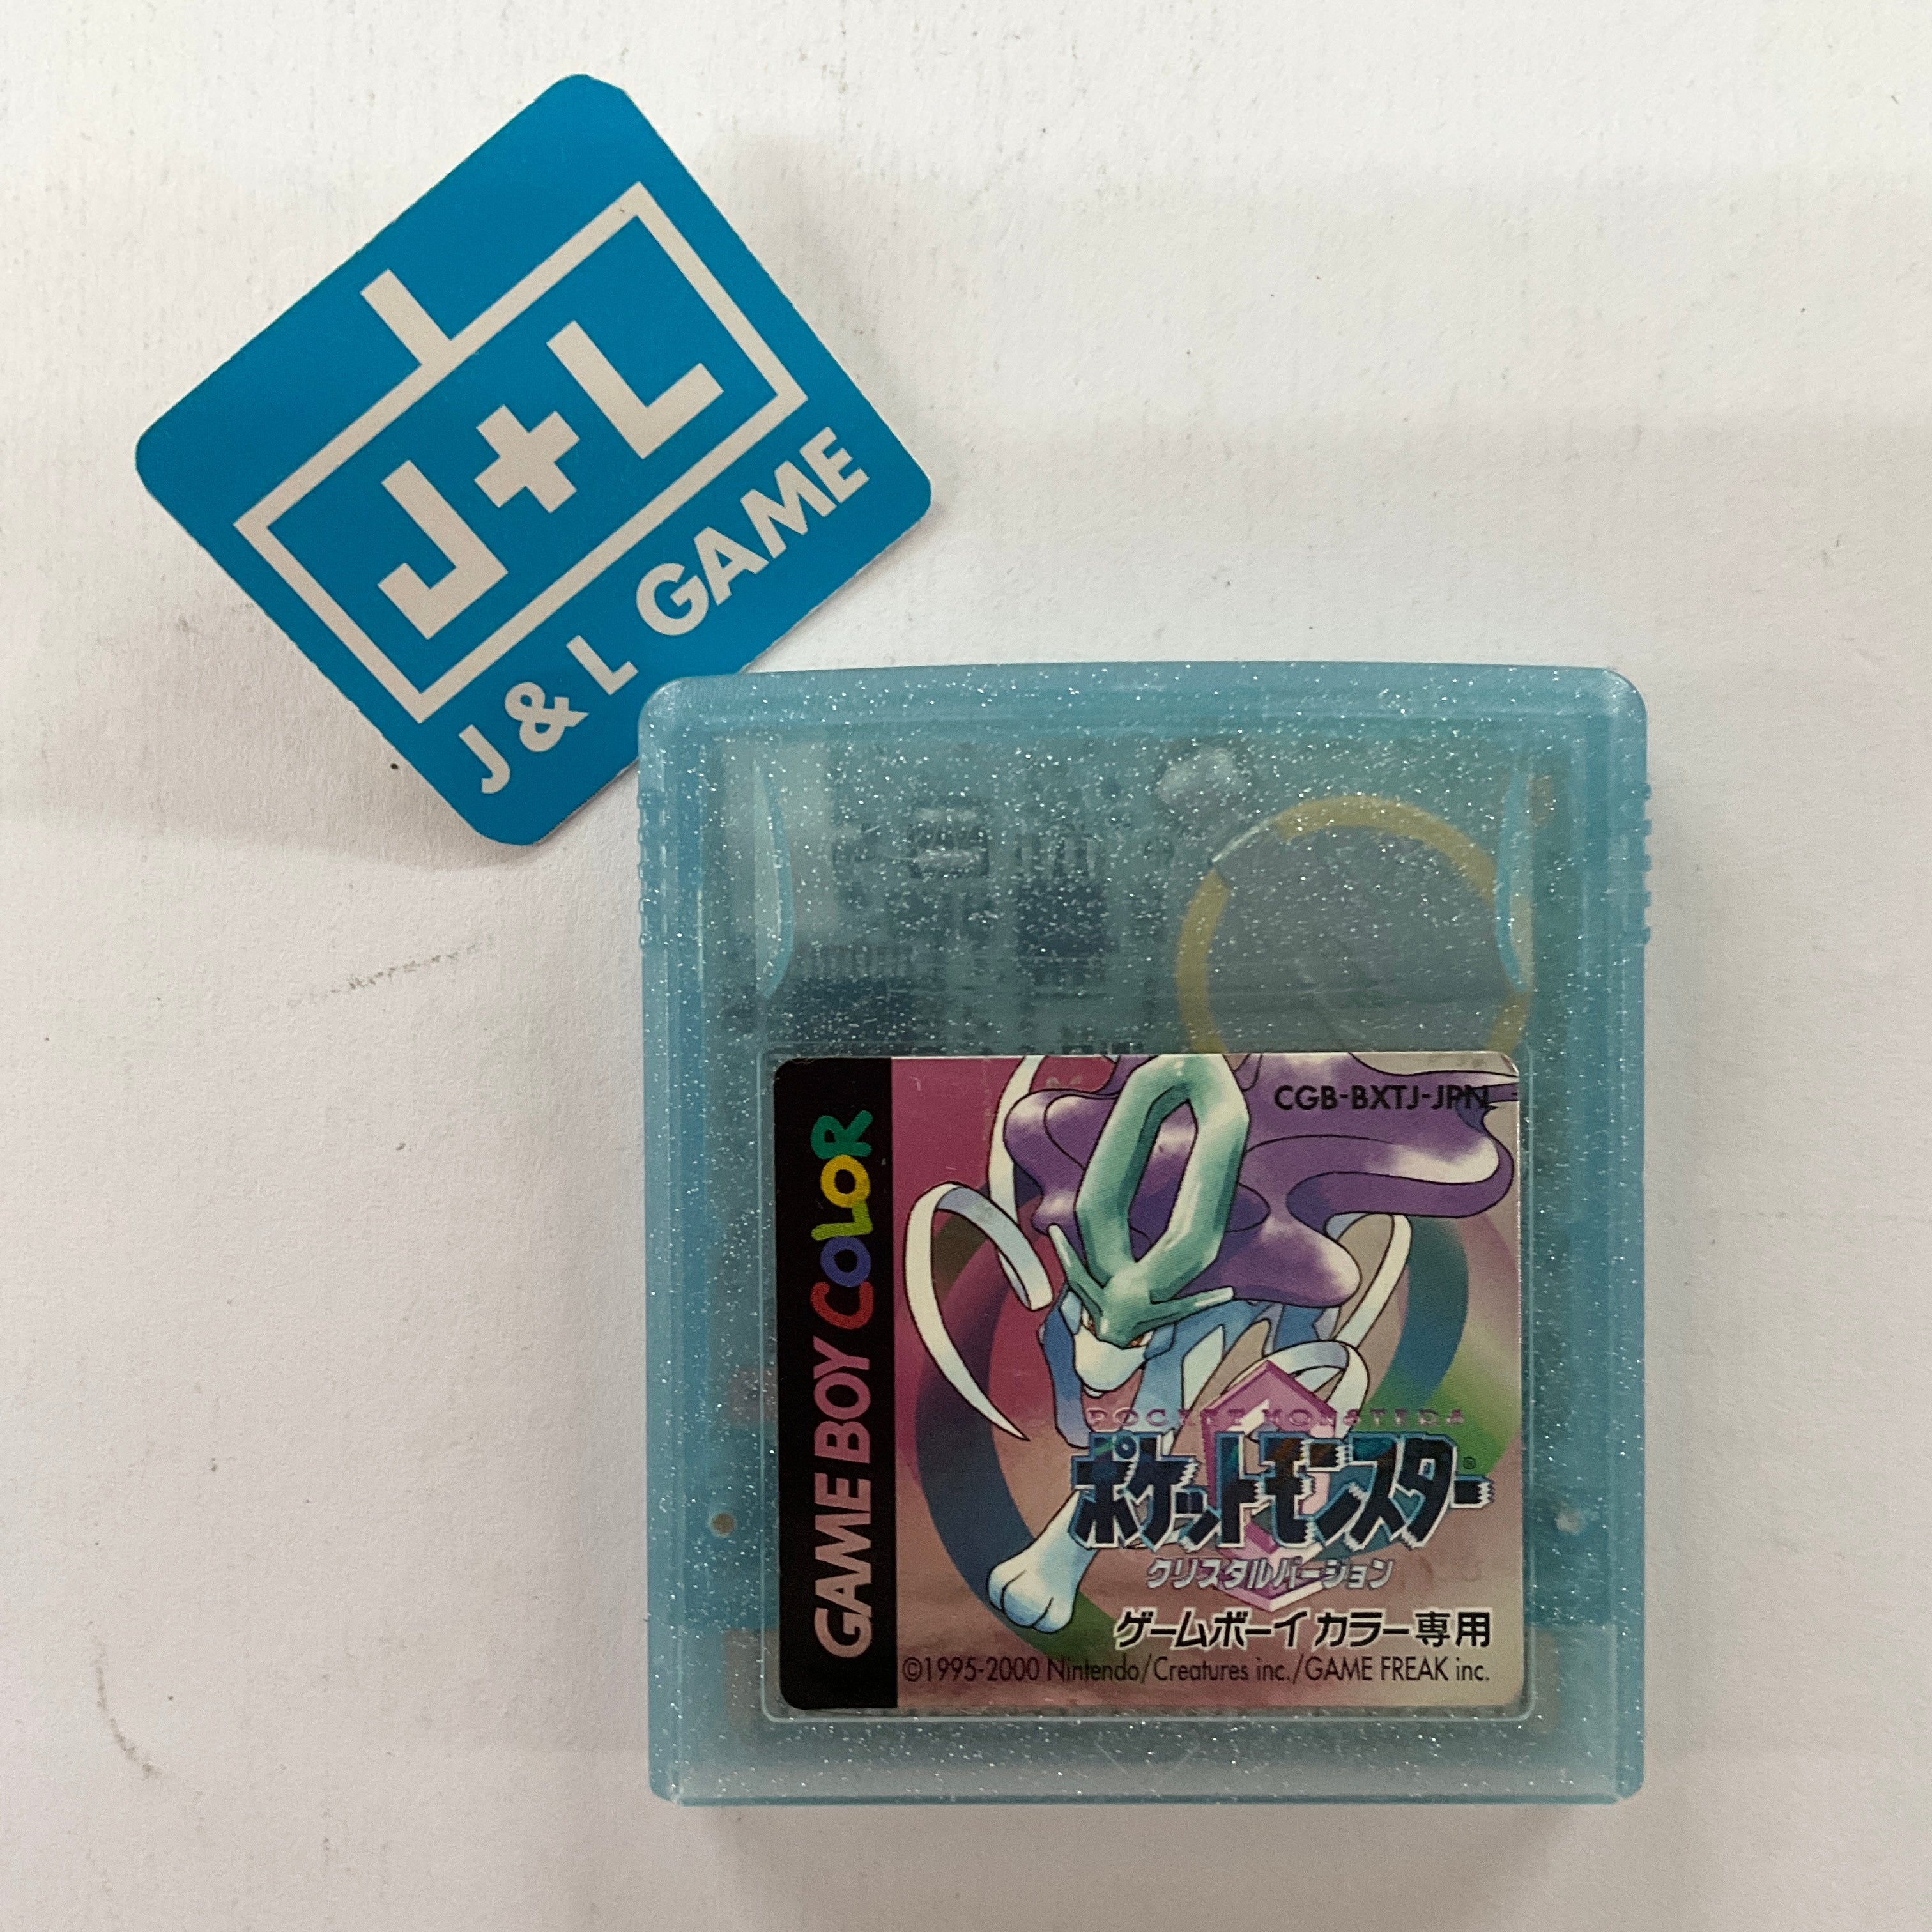 J+L
J & L GAME
GAME BOY COLOR
CGB-BXTJ-JPN
POCKET MONSTERS
ポケットモンスター®
クリスタルバージョン
ゲームボーイ カラー専用
©1995-2000 Nintendo/Creatures inc./GAME FREAK inc.